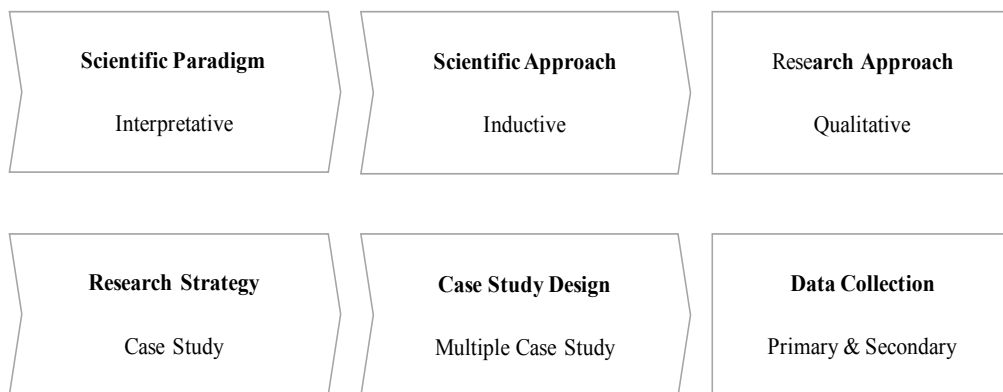 Scientific Paradigm
Interpretative
Scientific Approach
Inductive
Research Approach
Qualitative
Research Strategy
Case Study
Case Study Design
Multiple Case Study
Data Collection
Primary & Secondary